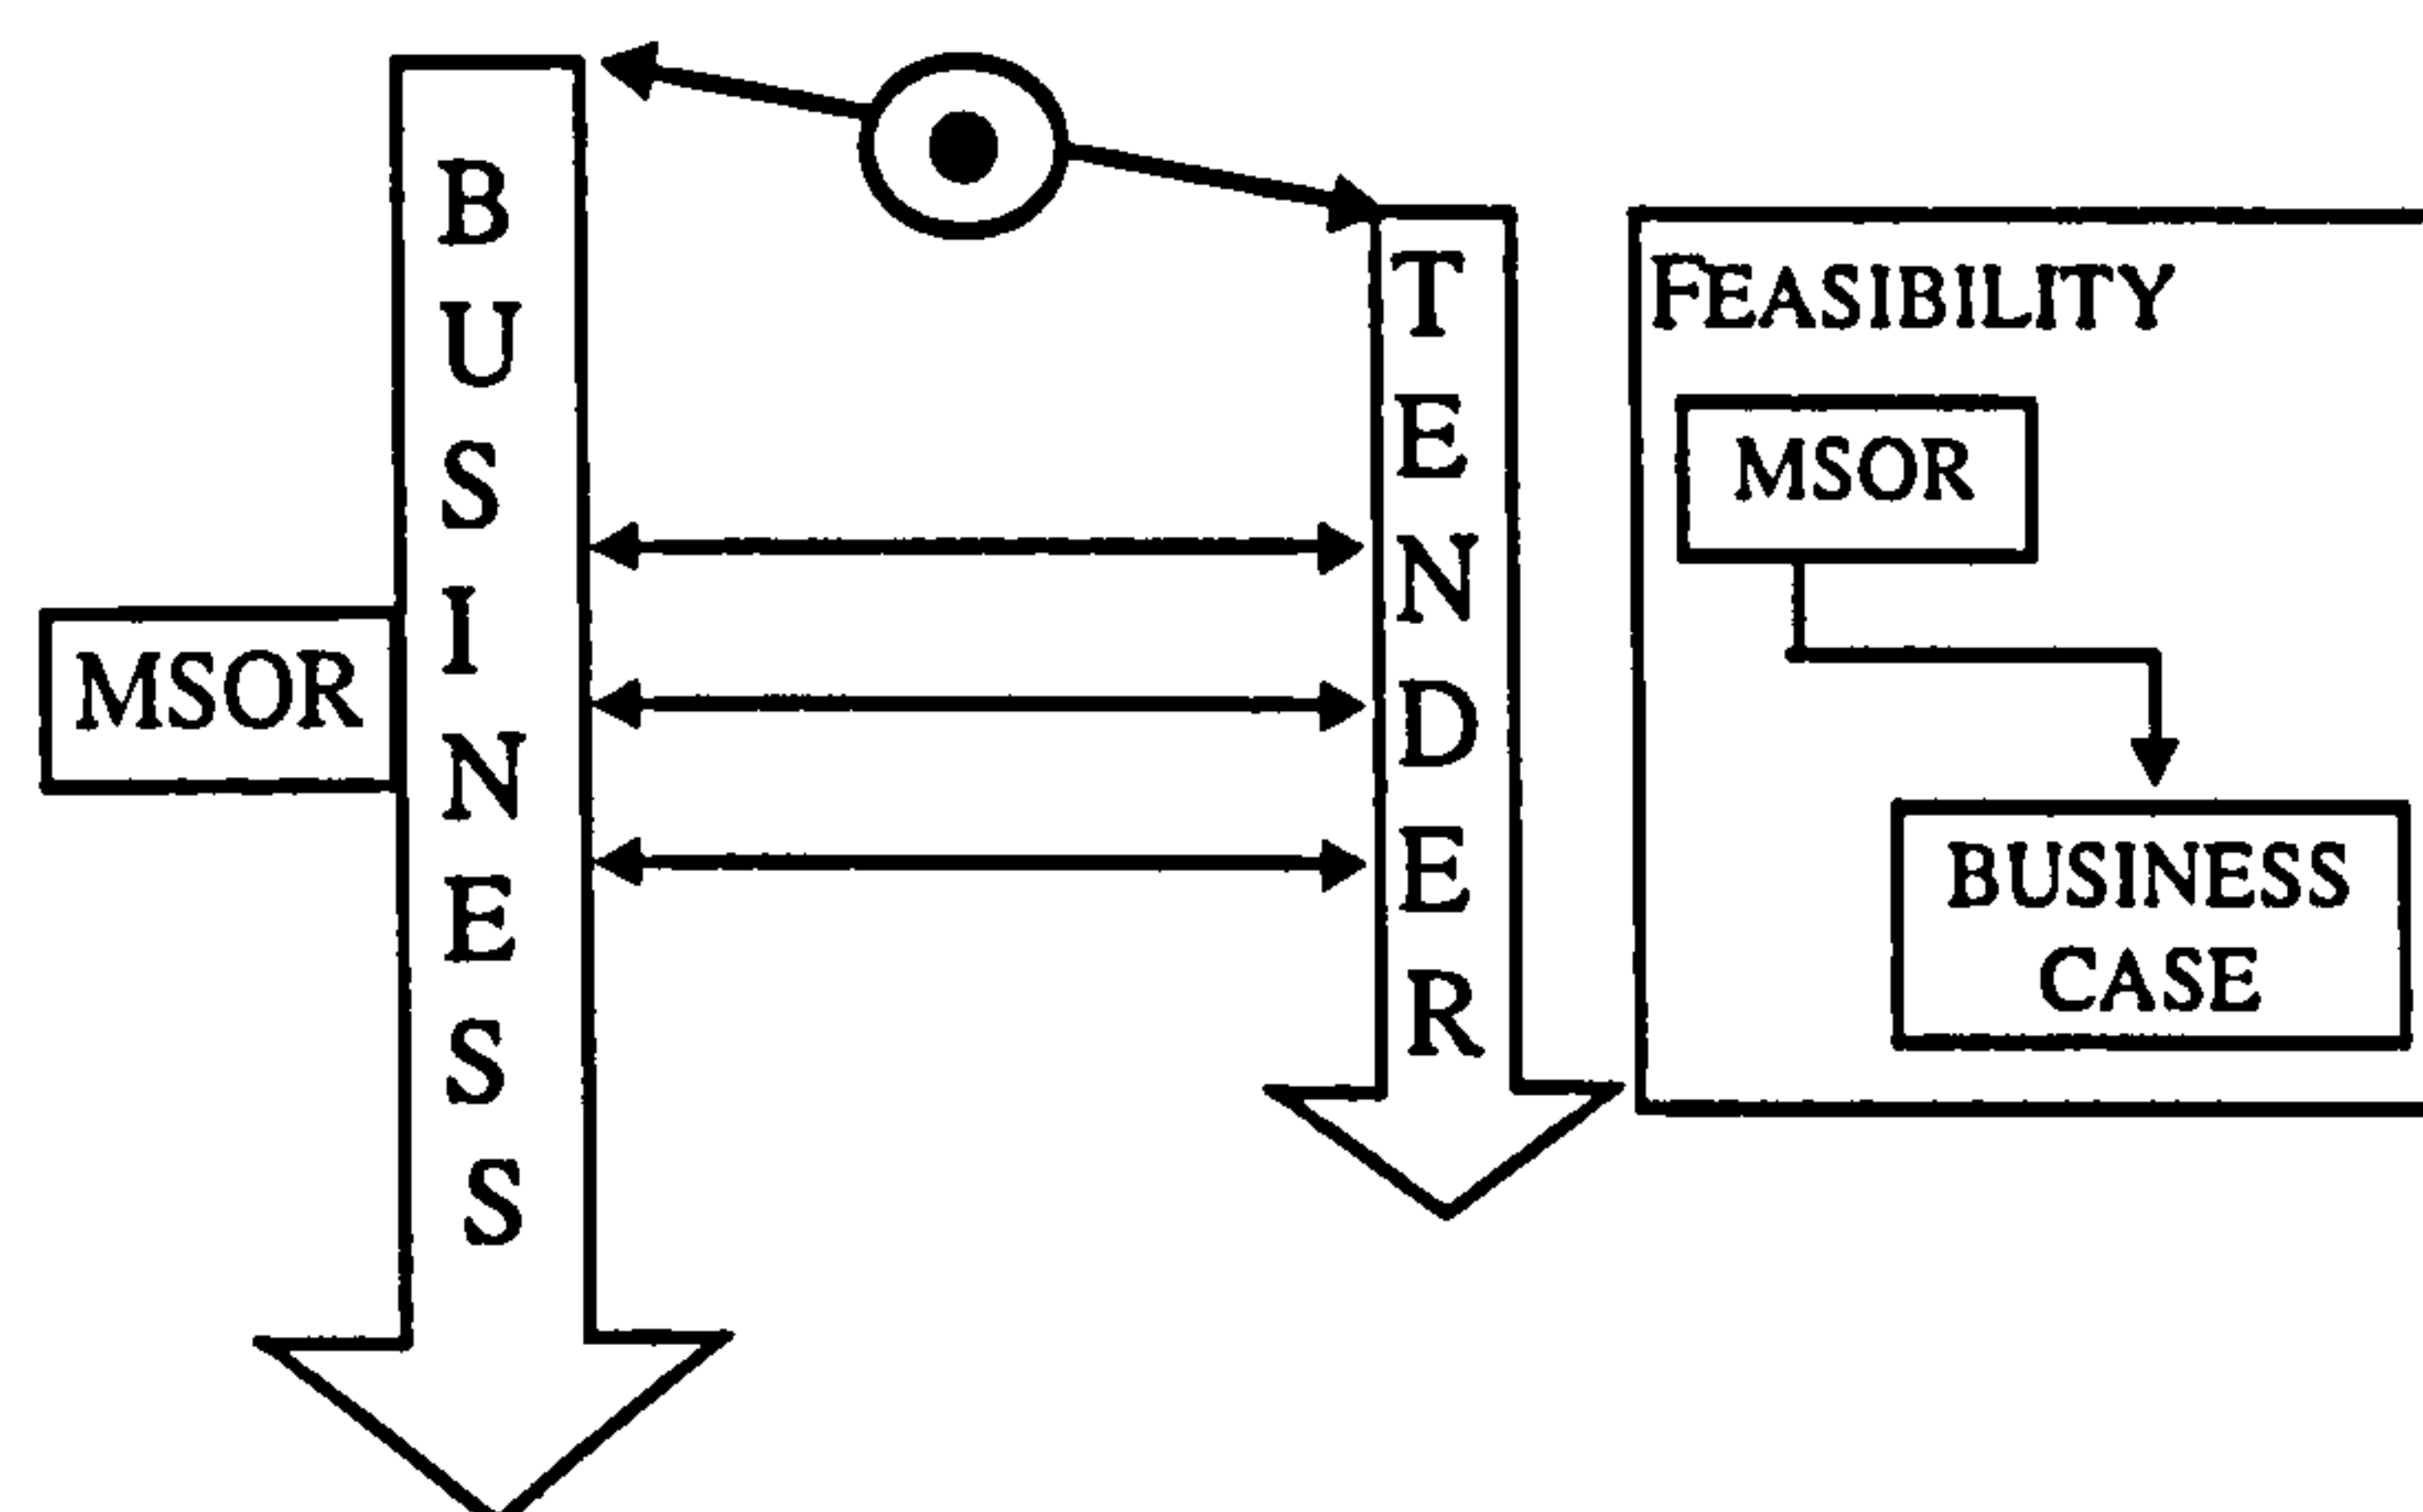 BUSINESS
TENDER
FEASIBILITY
MSOR
MSOR
BUSINESS
CASE